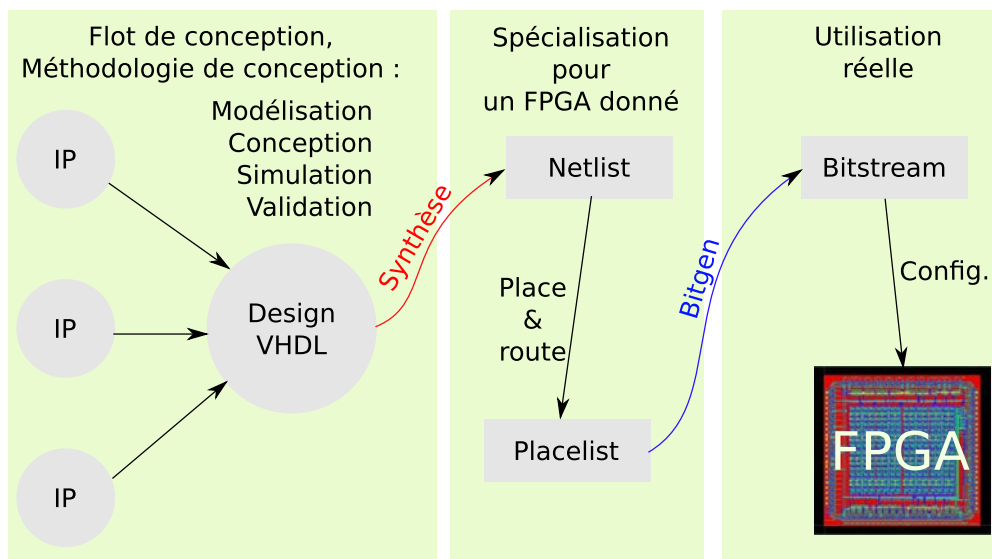 Flot de conception,
Méthodologie de conception :
Modélisation
Conception
Simulation
Validation
IP
IP
IP
Design
VHDL
Synthèse
Spécialisation
pour
un FPGA donné
Netlist
Place
&
route
Placelist
Bitgen
Utilisation
réelle
Bitstream
Config.
FPGA